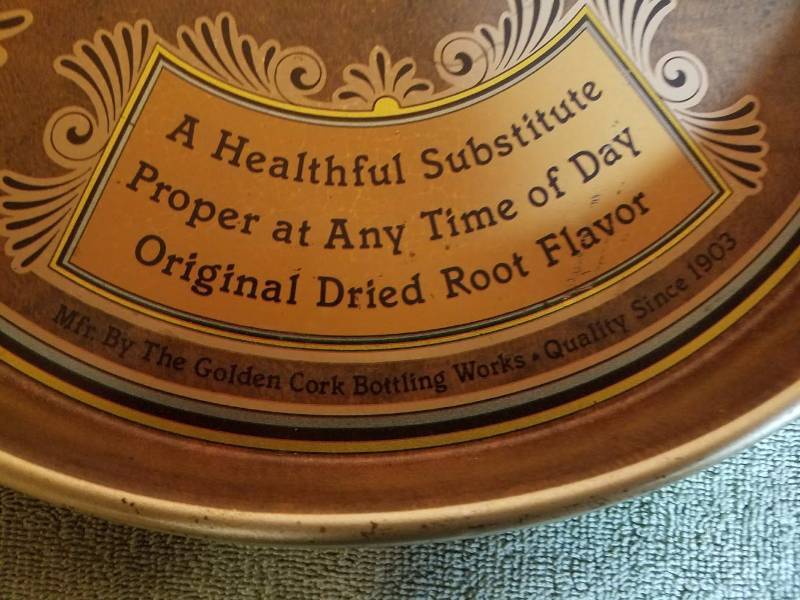 A Healthful Substitute
Proper at Any Time of Day
Original Dried Root Flavor
Mfr. By The Golden Cork Bottling Works • Quality Since 1903